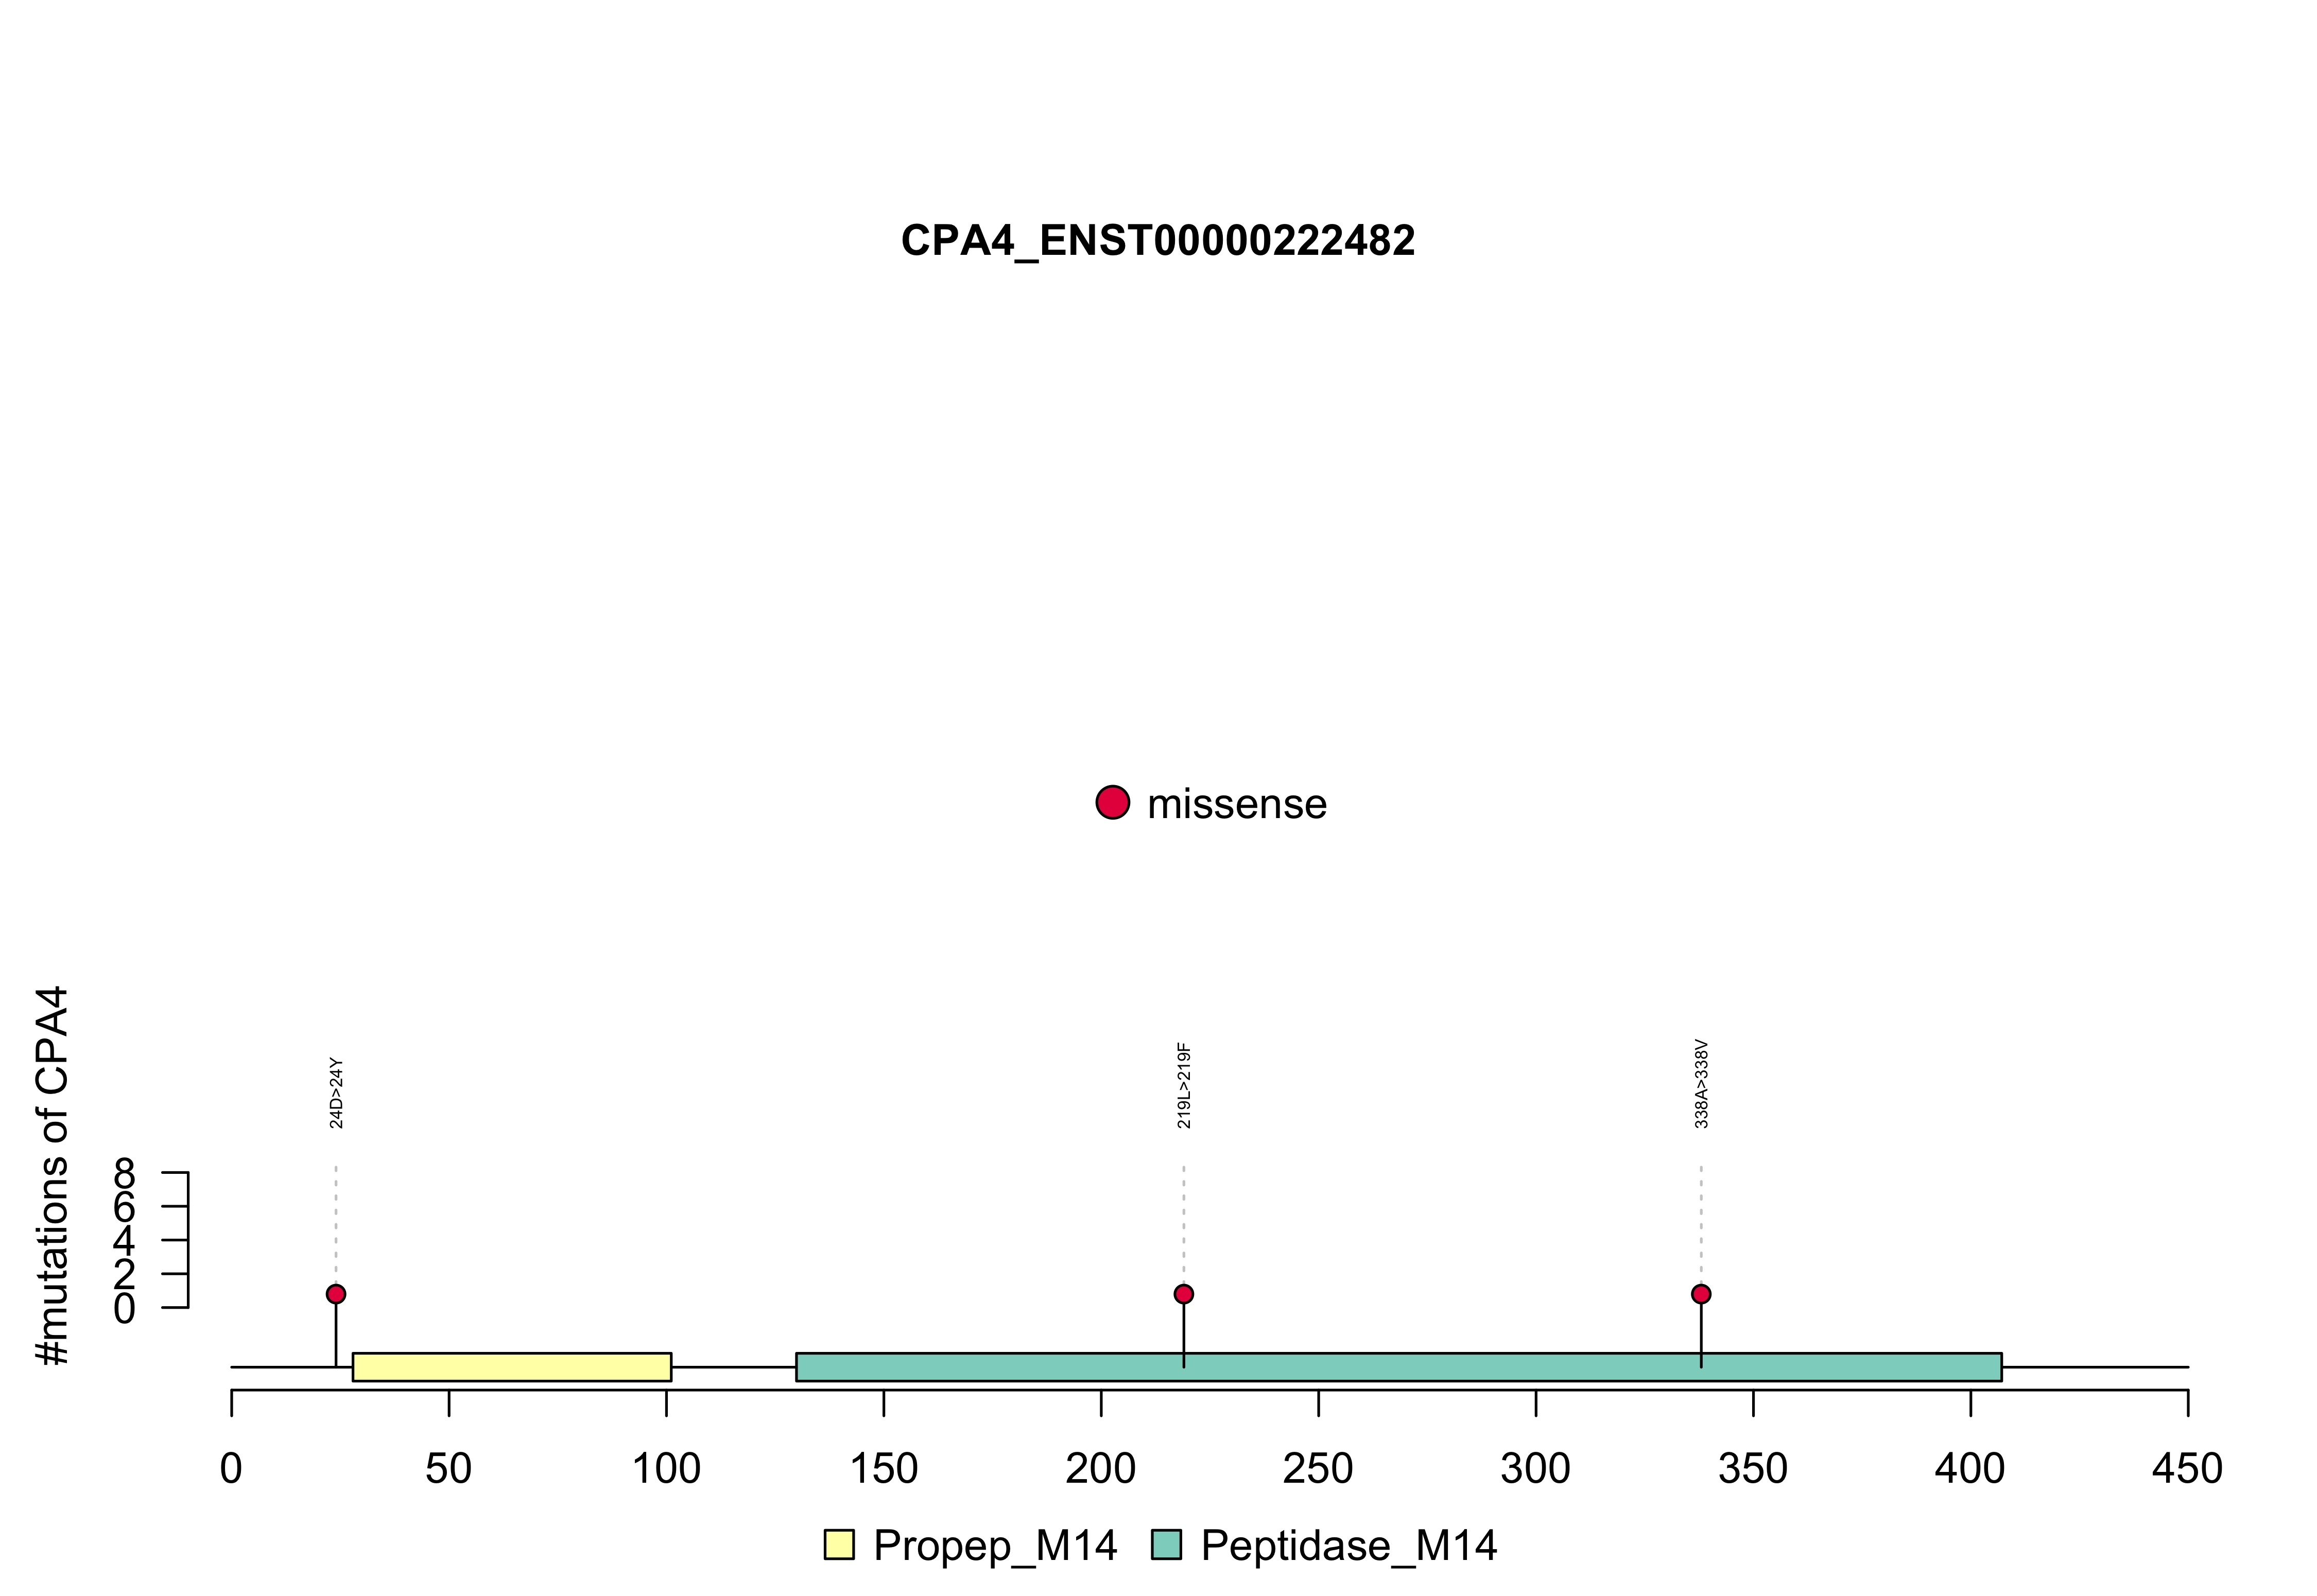 CPA4_ENST00000222482
missense
#mutations of CPA4
24D>24Y
219L>219F
338A>338V
8
6
4
2
0
0 50 100 150 200 250 300 350 400 450
Propep_M14 Peptidase_M14